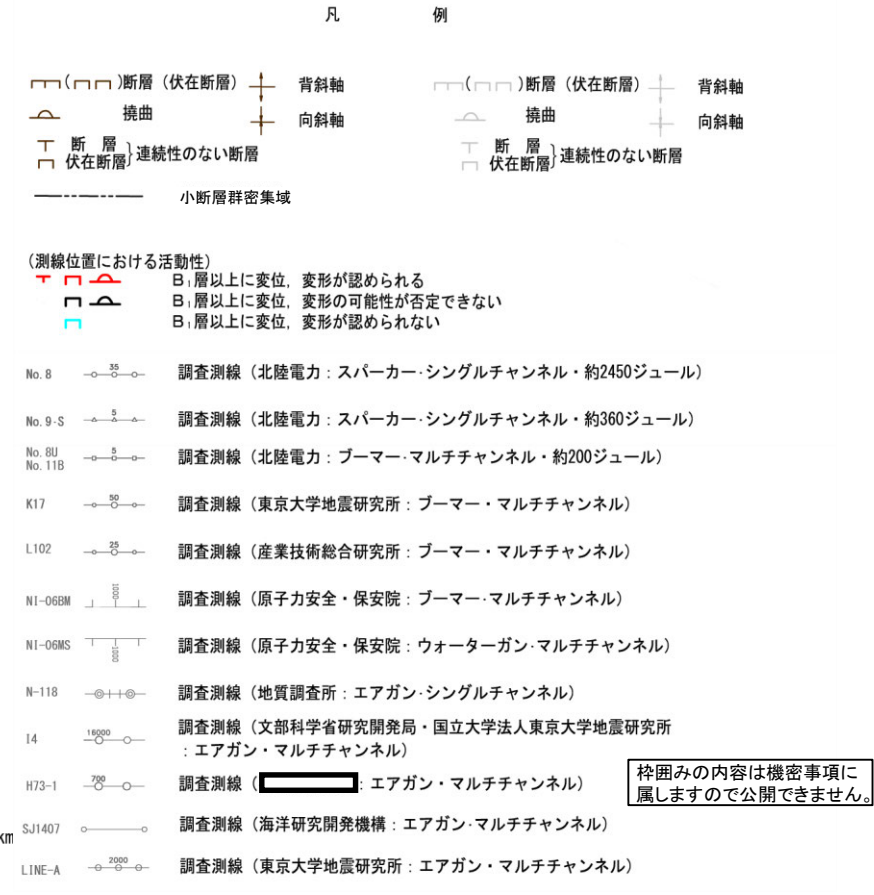 凡 例
( )断層（伏在断層） 背斜軸
撓曲 向斜軸
断層
伏在断層 }連続性のない断層
小断層群密集域
( )断層（伏在断層） 背斜軸
撓曲 向斜軸
断層
伏在断層 }連続性のない断層
(測線位置における活動性)
B₁層以上に変位，変形が認められる
B₁層以上に変位，変形の可能性が否定できない
B₁層以上に変位，変形が認められない
No.8 35 調査測線（北陸電力：スパーカー・シングルチャンネル・約2450ジュール）
No.9-S 5 調査測線（北陸電力：スパーカー・シングルチャンネル・約360ジュール）
No.8U
No.11B 5 調査測線（北陸電力：ブーマー・マルチチャンネル・約200ジュール）
K17 50 調査測線（東京大学地震研究所：ブーマー・マルチチャンネル）
L102 25 調査測線（産業技術総合研究所：ブーマー・マルチチャンネル）
NI-06BM 1000 調査測線（原子力安全・保安院：ブーマー・マルチチャンネル）
NI-06MS 1000 調査測線（原子力安全・保安院：ウォーターガン・マルチチャンネル）
N-118 調査測線（地質調査所：エアガン・シングルチャンネル）
I4 16000 調査測線（文部科学省研究開発局・国立大学法人東京大学地震研究所
：エアガン・マルチチャンネル）
H73-1 700 調査測線（ ：エアガン・マルチチャンネル）
枠囲みの内容は機密事項に
属しますので公開できません。
km
SJ1407 調査測線（海洋研究開発機構：エアガン・マルチチャンネル）
LINE-A 2000 調査測線（東京大学地震研究所：エアガン・マルチチャンネル）